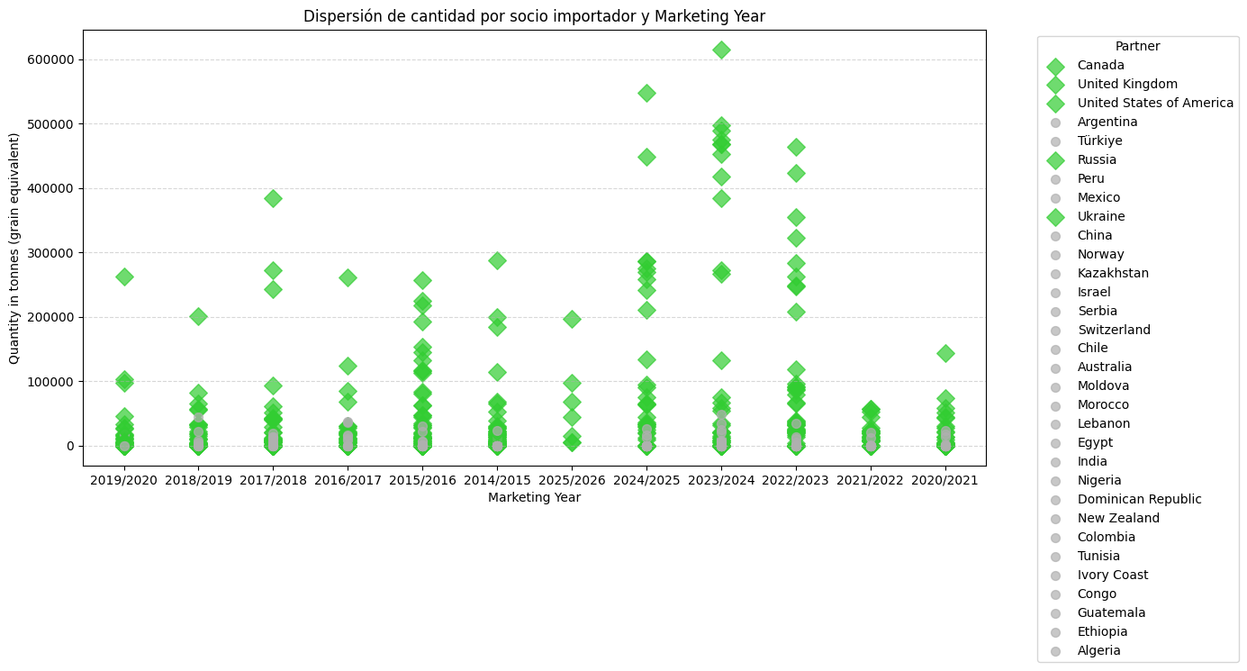 Dispersión de cantidad por socio importador y Marketing Year
Quantity in tonnes (grain equivalent)
600000
500000
400000
300000
200000
100000
0
2019/2020 2018/2019 2017/2018 2016/2017 2015/2016 2014/2015 2025/2026 2024/2025 2023/2024 2022/2023 2021/2022 2020/2021
Marketing Year
Partner
Canada
United Kingdom
United States of America
Argentina
Türkiye
Russia
Peru
Mexico
Ukraine
China
Norway
Kazakhstan
Israel
Serbia
Switzerland
Chile
Australia
Moldova
Morocco
Lebanon
Egypt
India
Nigeria
Dominican Republic
New Zealand
Colombia
Tunisia
Ivory Coast
Congo
Guatemala
Ethiopia
Algeria